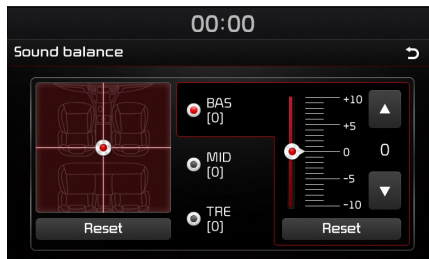 00:00
Sound balance
BAS
[0]
MID
[0]
TRE
[0]
+10
+5
0
-5
-10
0
Reset
Reset